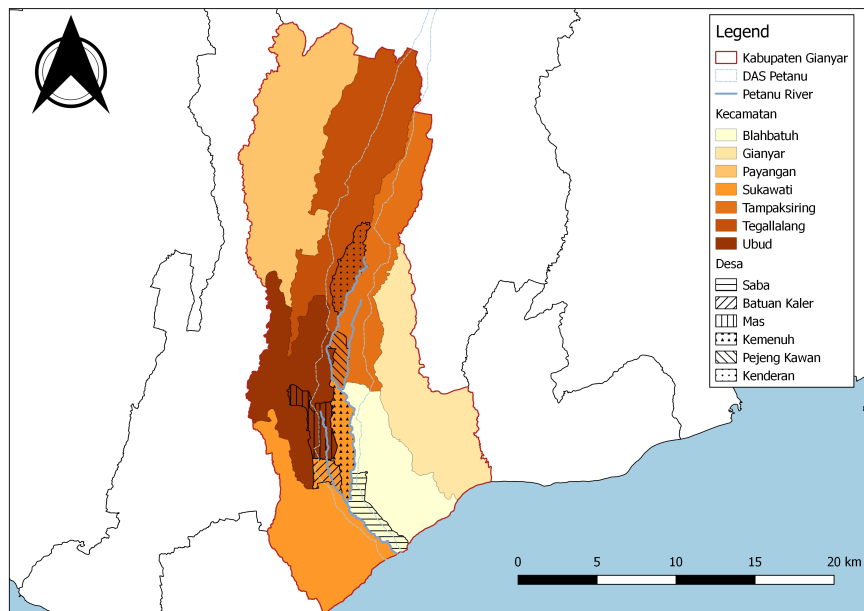 Legend
Kabupaten Gianyar
DAS Petanu
Petanu River
Kecamatan
Blahbatuh
Gianyar
Payangan
Sukawati
Tampaksiring
Tegallalang
Ubud
Desa
Saba
Batuan Kaler
Mas
Kemenuh
Pejeng Kawan
Kenderan
0 5 10 15 20 km